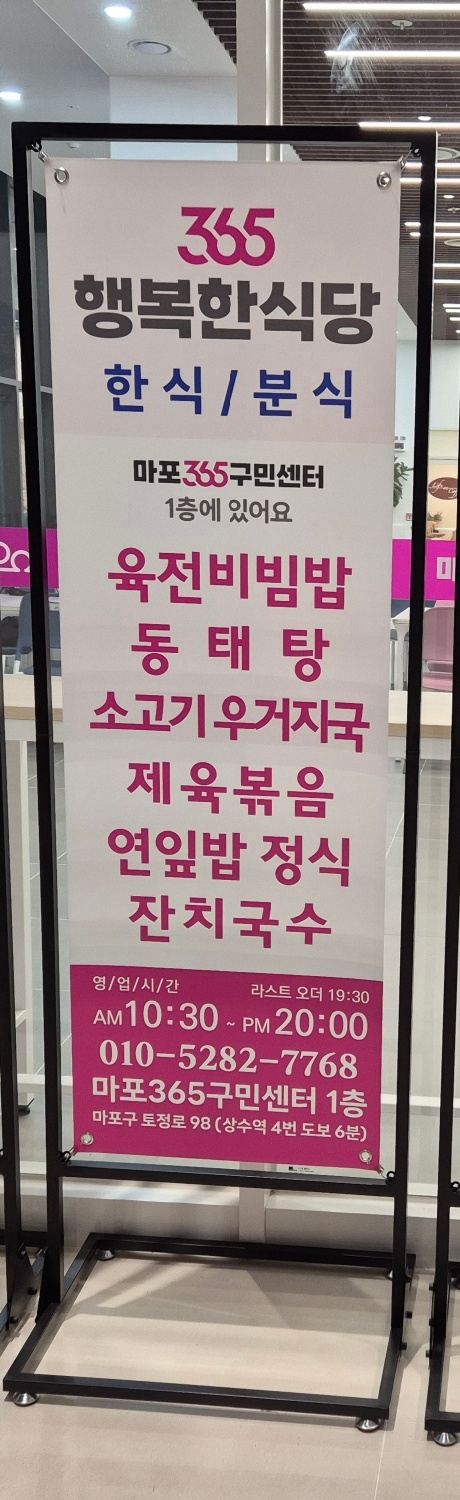 365
행복한식당
한식/분식
마포365구민센터
1층에 있어요
육전비빔밥
동태탕
소고기우거지국
제육볶음
연잎밥 정식
잔치국수
영/업/시/간 라스트 오더 19:30
AM10:30 ~ PM20:00
010-5282-7768
마포365구민센터 1층
마포구 토정로 98 (상수역 4번 도보 6분)